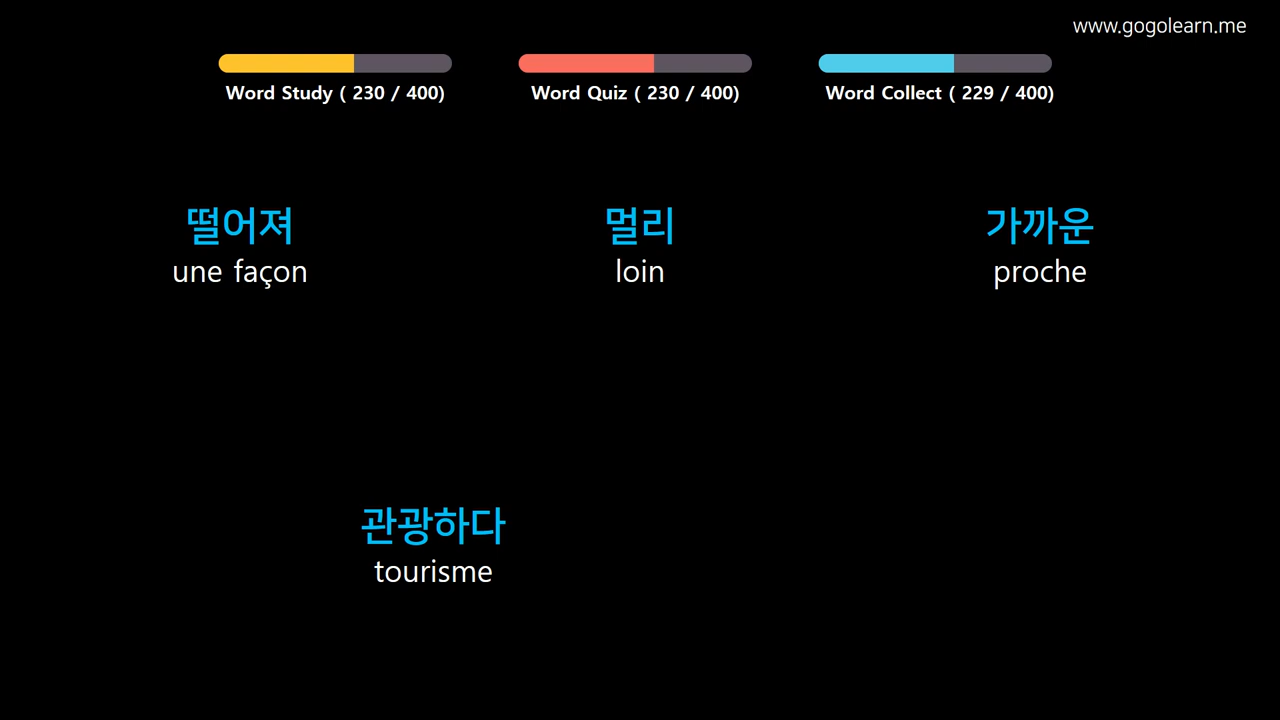 www.gogolearn.me
Word Study ( 230 / 400)
Word Quiz ( 230 / 400)
Word Collect ( 229 / 400)
떨어져
une façon
멀리
loin
가까운
proche
관광하다
tourisme